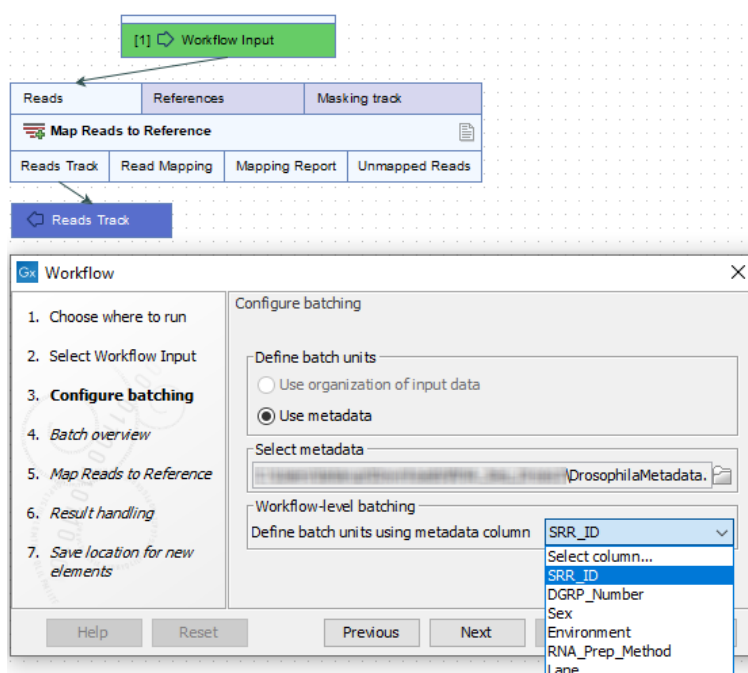 [1] Workflow Input
Reads References Masking track
Map Reads to Reference
Reads Track Read Mapping Mapping Report Unmapped Reads
Reads Track
Gx Workflow
1. Choose where to run
2. Select Workflow Input
3. Configure batching
4. Batch overview
5. Map Reads to Reference
6. Result handling
7. Save location for new
elements
Configure batching
Define batch units
Use organization of input data
Use metadata
Select metadata
\DrosophilaMetadata.
Workflow-level batching
Define batch units using metadata column SRR_ID
Select column...
SRR_ID
DGRP_Number
Sex
Environment
RNA_Prep_Method
Lane
Help Reset Previous Next